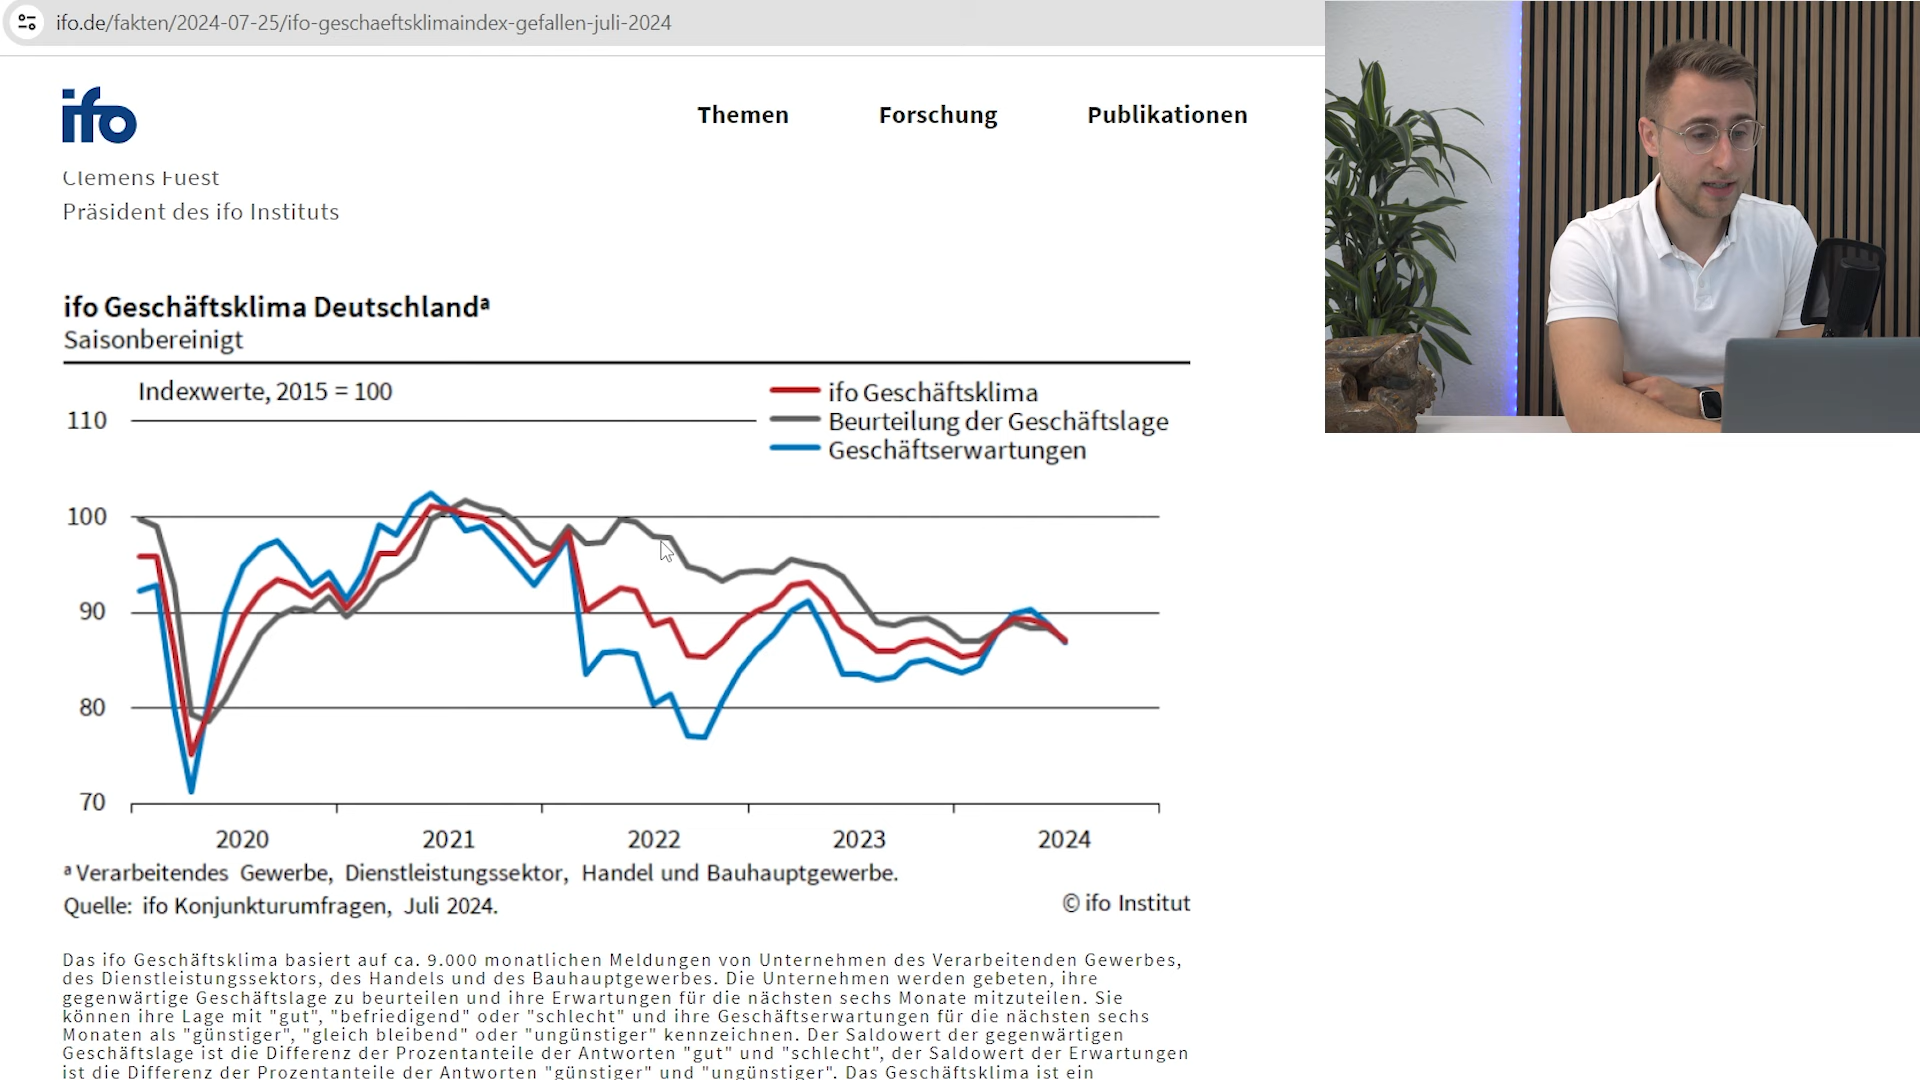 ifo.de/fakten/2024-07-25/ifo-geschaeftsklimaindex-gefallen-juli-2024
ifo
Themen
Forschung
Publikationen
Clemens Fuest
Präsident des ifo Instituts
ifo Geschäftsklima Deutschlandᵃ
Saisonbereinigt
Indexwerte, 2015 = 100
ifo Geschäftsklima
Beurteilung der Geschäftslage
Geschäftserwartungen
110
100
90
80
70
2020
2021
2022
2023
2024
ᵃ Verarbeitendes Gewerbe, Dienstleistungssektor, Handel und Bauhauptgewerbe.
Quelle: ifo Konjunkturumfragen, Juli 2024.
© ifo Institut
Das ifo Geschäftsklima basiert auf ca. 9.000 monatlichen Meldungen von Unternehmen des Verarbeitenden Gewerbes,
des Dienstleistungssektors, des Handels und des Bauhauptgewerbes. Die Unternehmen werden gebeten, ihre
gegenwärtige Geschäftslage zu beurteilen und ihre Erwartungen für die nächsten sechs Monate mitzuteilen. Sie
können ihre Lage mit "gut", "befriedigend" oder "schlecht" und ihre Geschäftserwartungen für die nächsten sechs
Monaten als "günstiger", "gleich bleibend" oder "ungünstiger" kennzeichnen. Der Saldowert der gegenwärtigen
Geschäftslage ist die Differenz der Prozentanteile der Antworten "gut" und "schlecht", der Saldowert der Erwartungen
ist die Differenz der Prozentanteile der Antworten "günstiger" und "ungünstiger". Das Geschäftsklima ist ein